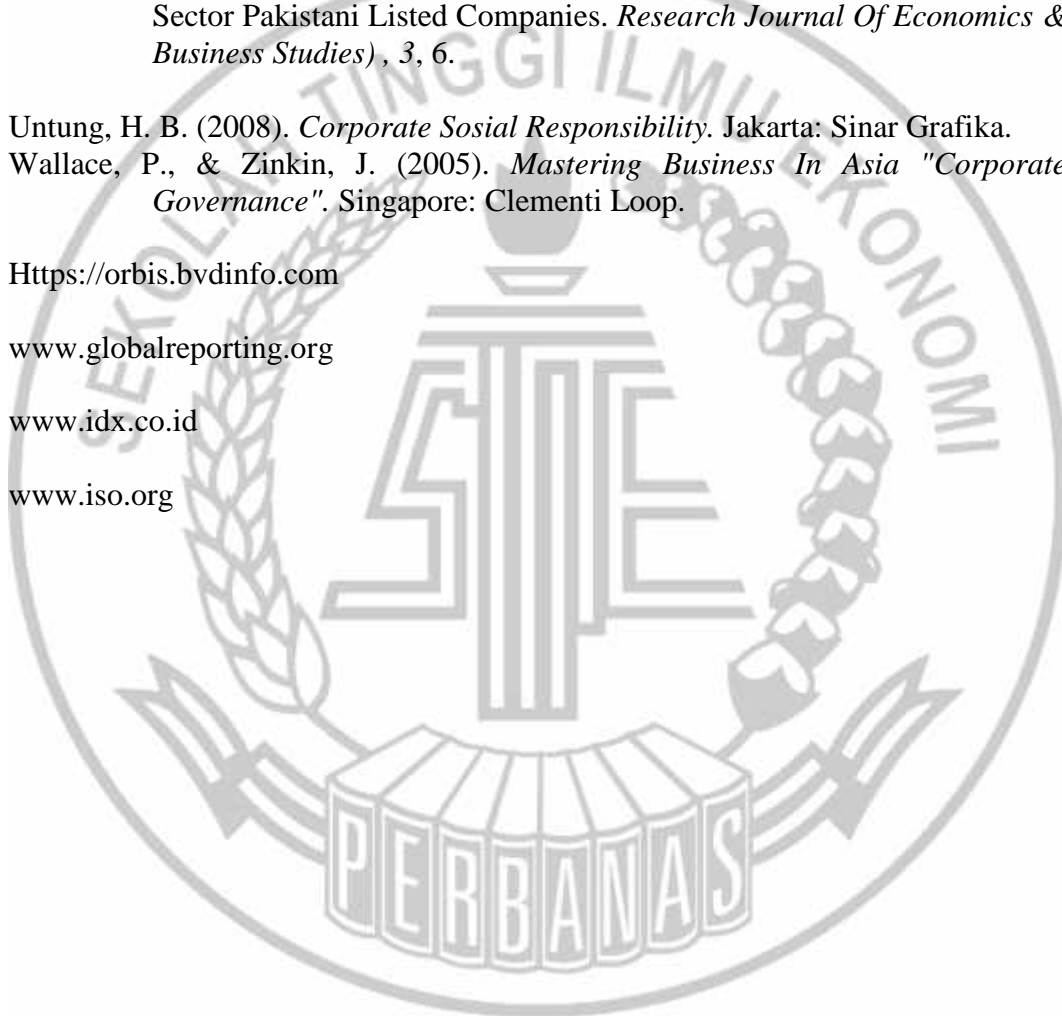 Sector Pakistani Listed Companies. Research Journal Of Economics &
Business Studies) , 3, 6.
Untung, H. B. (2008). Corporate Sosial Responsibility. Jakarta: Sinar Grafika.
Wallace, P., & Zinkin, J. (2005). Mastering Business In Asia "Corporate
Governance". Singapore: Clementi Loop.
Https://orbis.bvdinfo.com
www.globalreporting.org
www.idx.co.id
www.iso.org
SEKOLAH TINGGI ILMU EKONOMI
STIE
PERBANAS